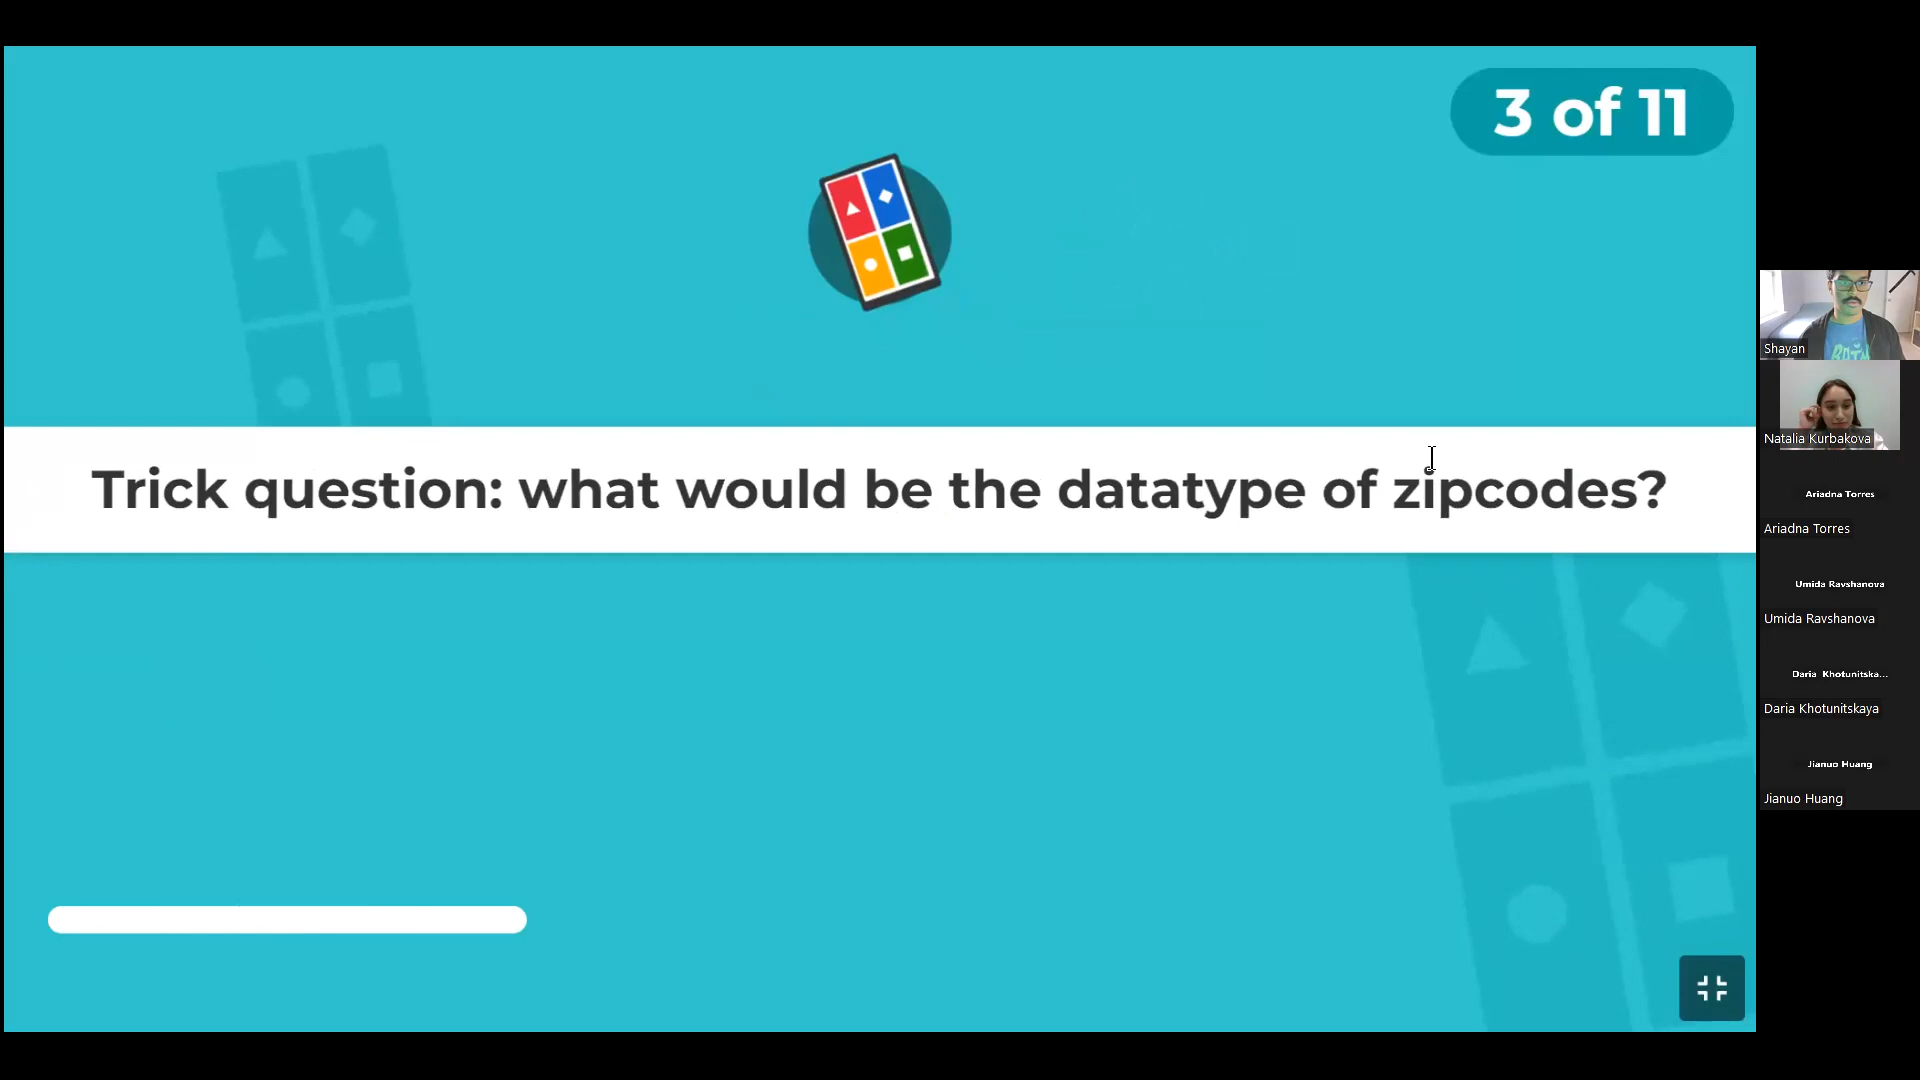 3 of 11
Trick question: what would be the datatype of zipcodes?
Shayan
Natalia Kurbakova
Ariadna Torres
Ariadna Torres
Umida Ravshanova
Umida Ravshanova
Daria Khotunitska...
Daria Khotunitskaya
Jianuo Huang
Jianuo Huang